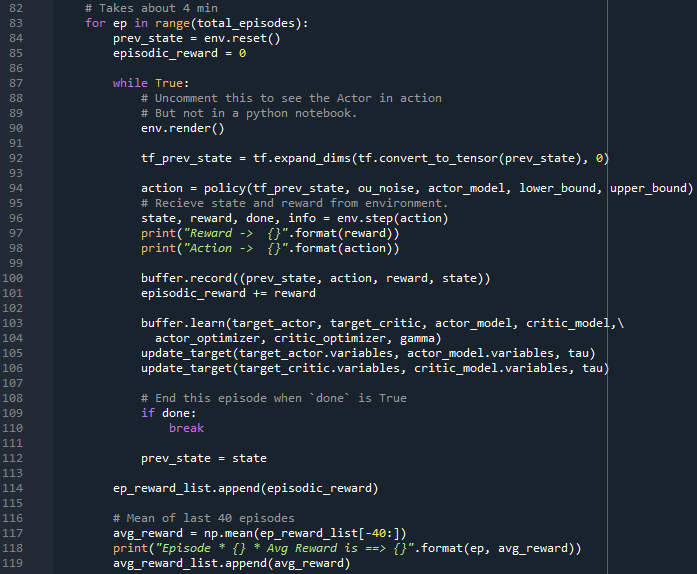 82 # Takes about 4 min
83 for ep in range(total_episodes):
84 prev_state = env.reset()
85 episodic_reward = 0
86
87 while True:
88 # Uncomment this to see the Actor in action
89 # But not in a python notebook.
90 env.render()
91
92 tf_prev_state = tf.expand_dims(tf.convert_to_tensor(prev_state), 0)
93
94 action = policy(tf_prev_state, ou_noise, actor_model, lower_bound, upper_bound)
95 # Recieve state and reward from environment.
96 state, reward, done, info = env.step(action)
97 print("Reward ->  {}".format(reward))
98 print("Action ->  {}".format(action))
99
100 buffer.record((prev_state, action, reward, state))
101 episodic_reward += reward
102
103 buffer.learn(target_actor, target_critic, actor_model, critic_model,\
104 actor_optimizer, critic_optimizer, gamma)
105 update_target(target_actor.variables, actor_model.variables, tau)
106 update_target(target_critic.variables, critic_model.variables, tau)
107
108 # End this episode when `done` is True
109 if done:
110 break
111
112 prev_state = state
113
114 ep_reward_list.append(episodic_reward)
115
116 # Mean of last 40 episodes
117 avg_reward = np.mean(ep_reward_list[-40:])
118 print("Episode * {} * Avg Reward is ==> {}".format(ep, avg_reward))
119 avg_reward_list.append(avg_reward)